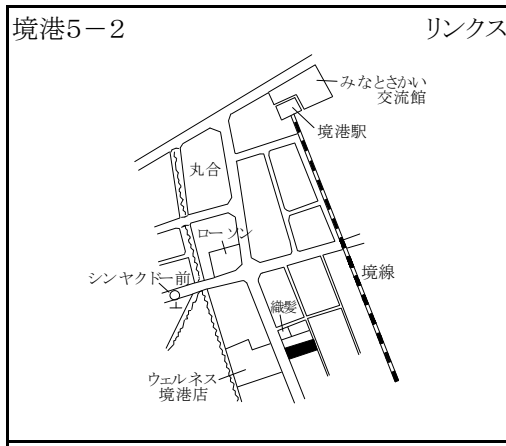 境港5－2
リンクス
みなとさかい
交流館
境港駅
丸合
ローソン
シンヤクドー前
境線
織髪
ウェルネス
境港店